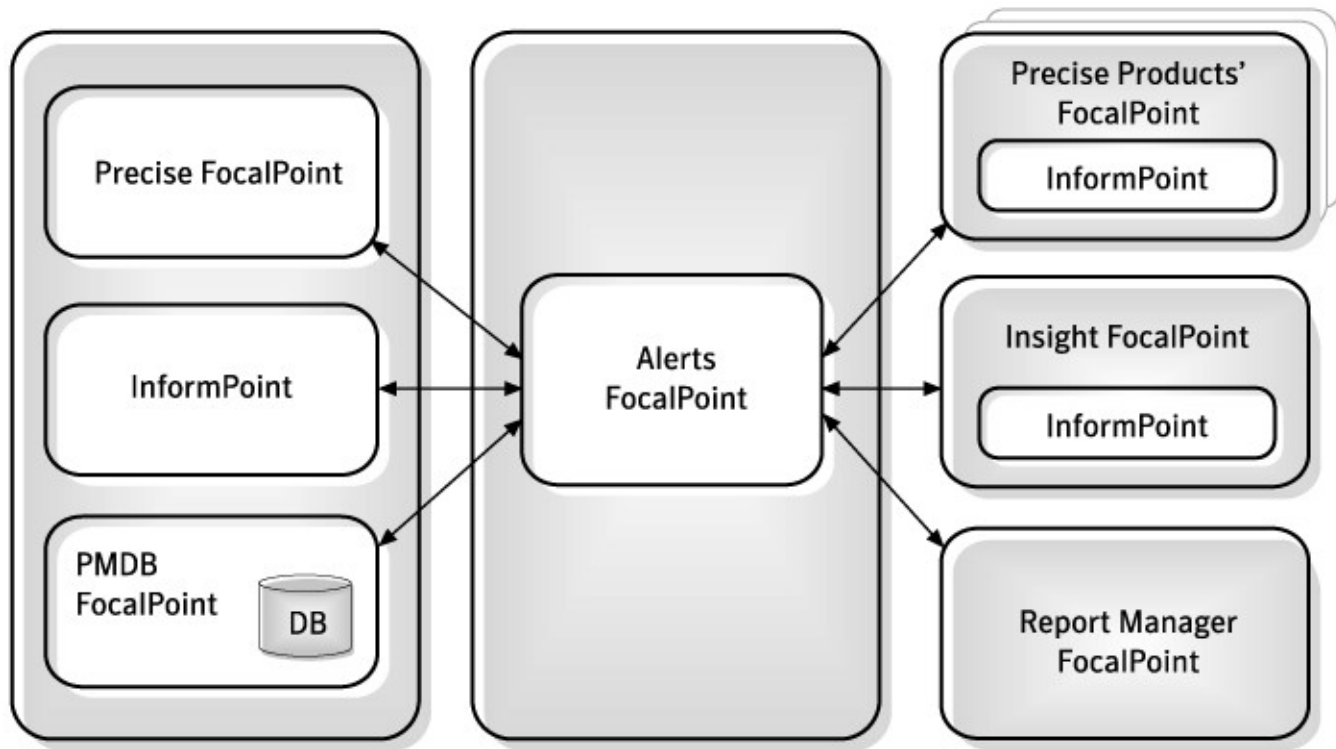 Precise FocalPoint
InformPoint
PMDB
FocalPoint
DB
Alerts
FocalPoint
Precise Products’
FocalPoint
InformPoint
Insight FocalPoint
InformPoint
Report Manager
FocalPoint